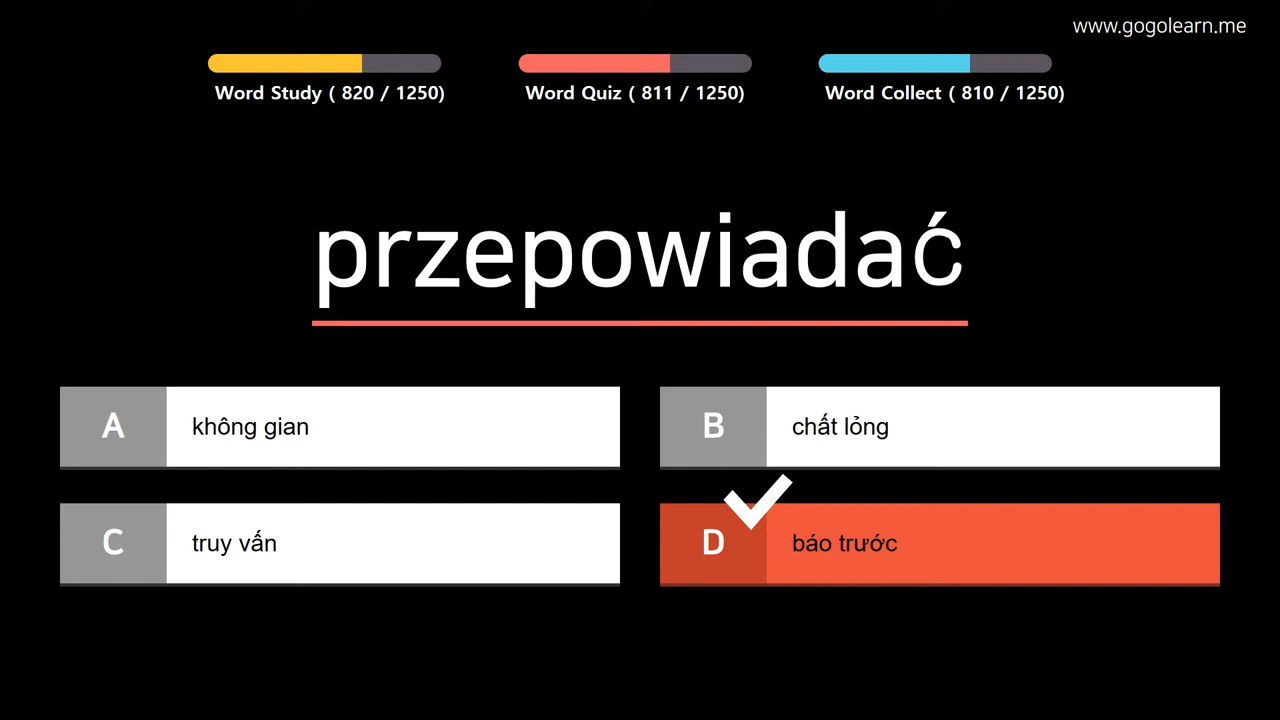 www.gogolearn.me
Word Study ( 820 / 1250)
Word Quiz ( 811 / 1250)
Word Collect ( 810 / 1250)
przepowiadać
A không gian
B chất lỏng
C truy vấn
D báo trước